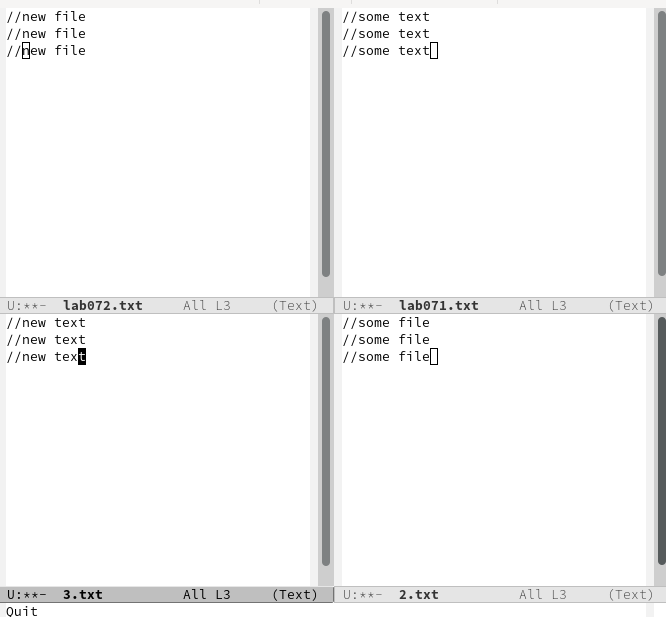 //new file
//new file
//new file
U:**-  lab072.txt     All L3     (Text)
//some text
//some text
//some text
U:**-  lab071.txt     All L3     (Text)
//new text
//new text
//new text
U:**-  3.txt          All L3     (Text)
//some file
//some file
//some file
U:**-  2.txt          All L3     (Text)
Quit